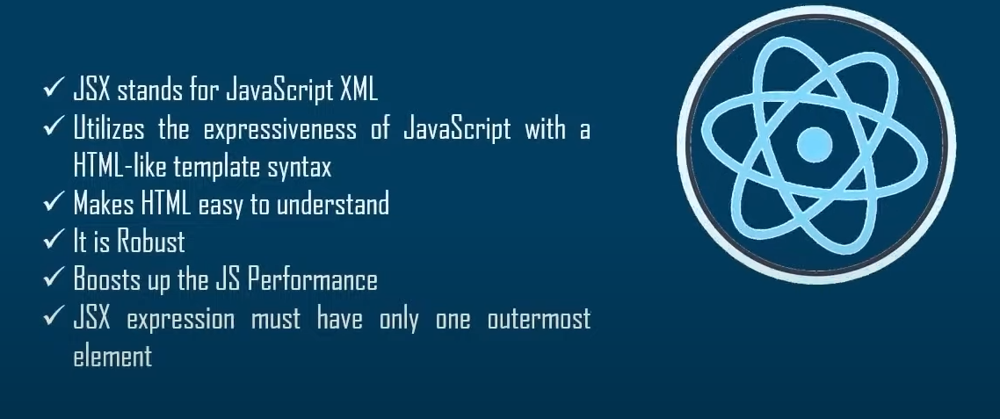 JSX stands for JavaScript XML
Utilizes the expressiveness of JavaScript with a
HTML-like template syntax
Makes HTML easy to understand
It is Robust
Boosts up the JS Performance
JSX expression must have only one outermost
element